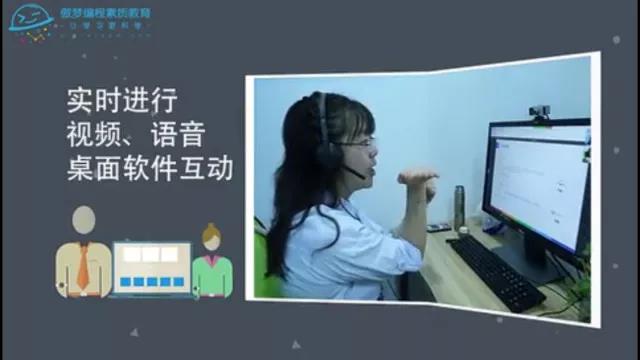 傲梦编程素质教育
实时进行
视频、语音
桌面软件互动